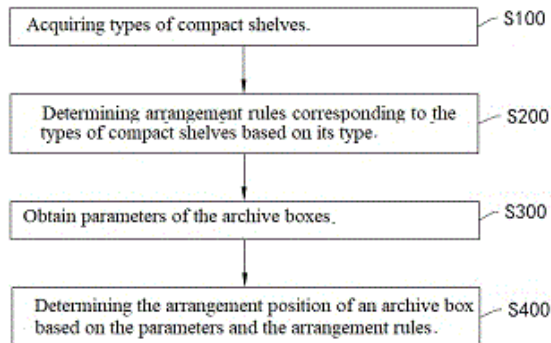 Acquiring types of compact shelves.
S100
Determining arrangement rules corresponding to the
types of compact shelves based on its type.
S200
Obtain parameters of the archive boxes.
S300
Determining the arrangement position of an archive box
based on the parameters and the arrangement rules.
S400